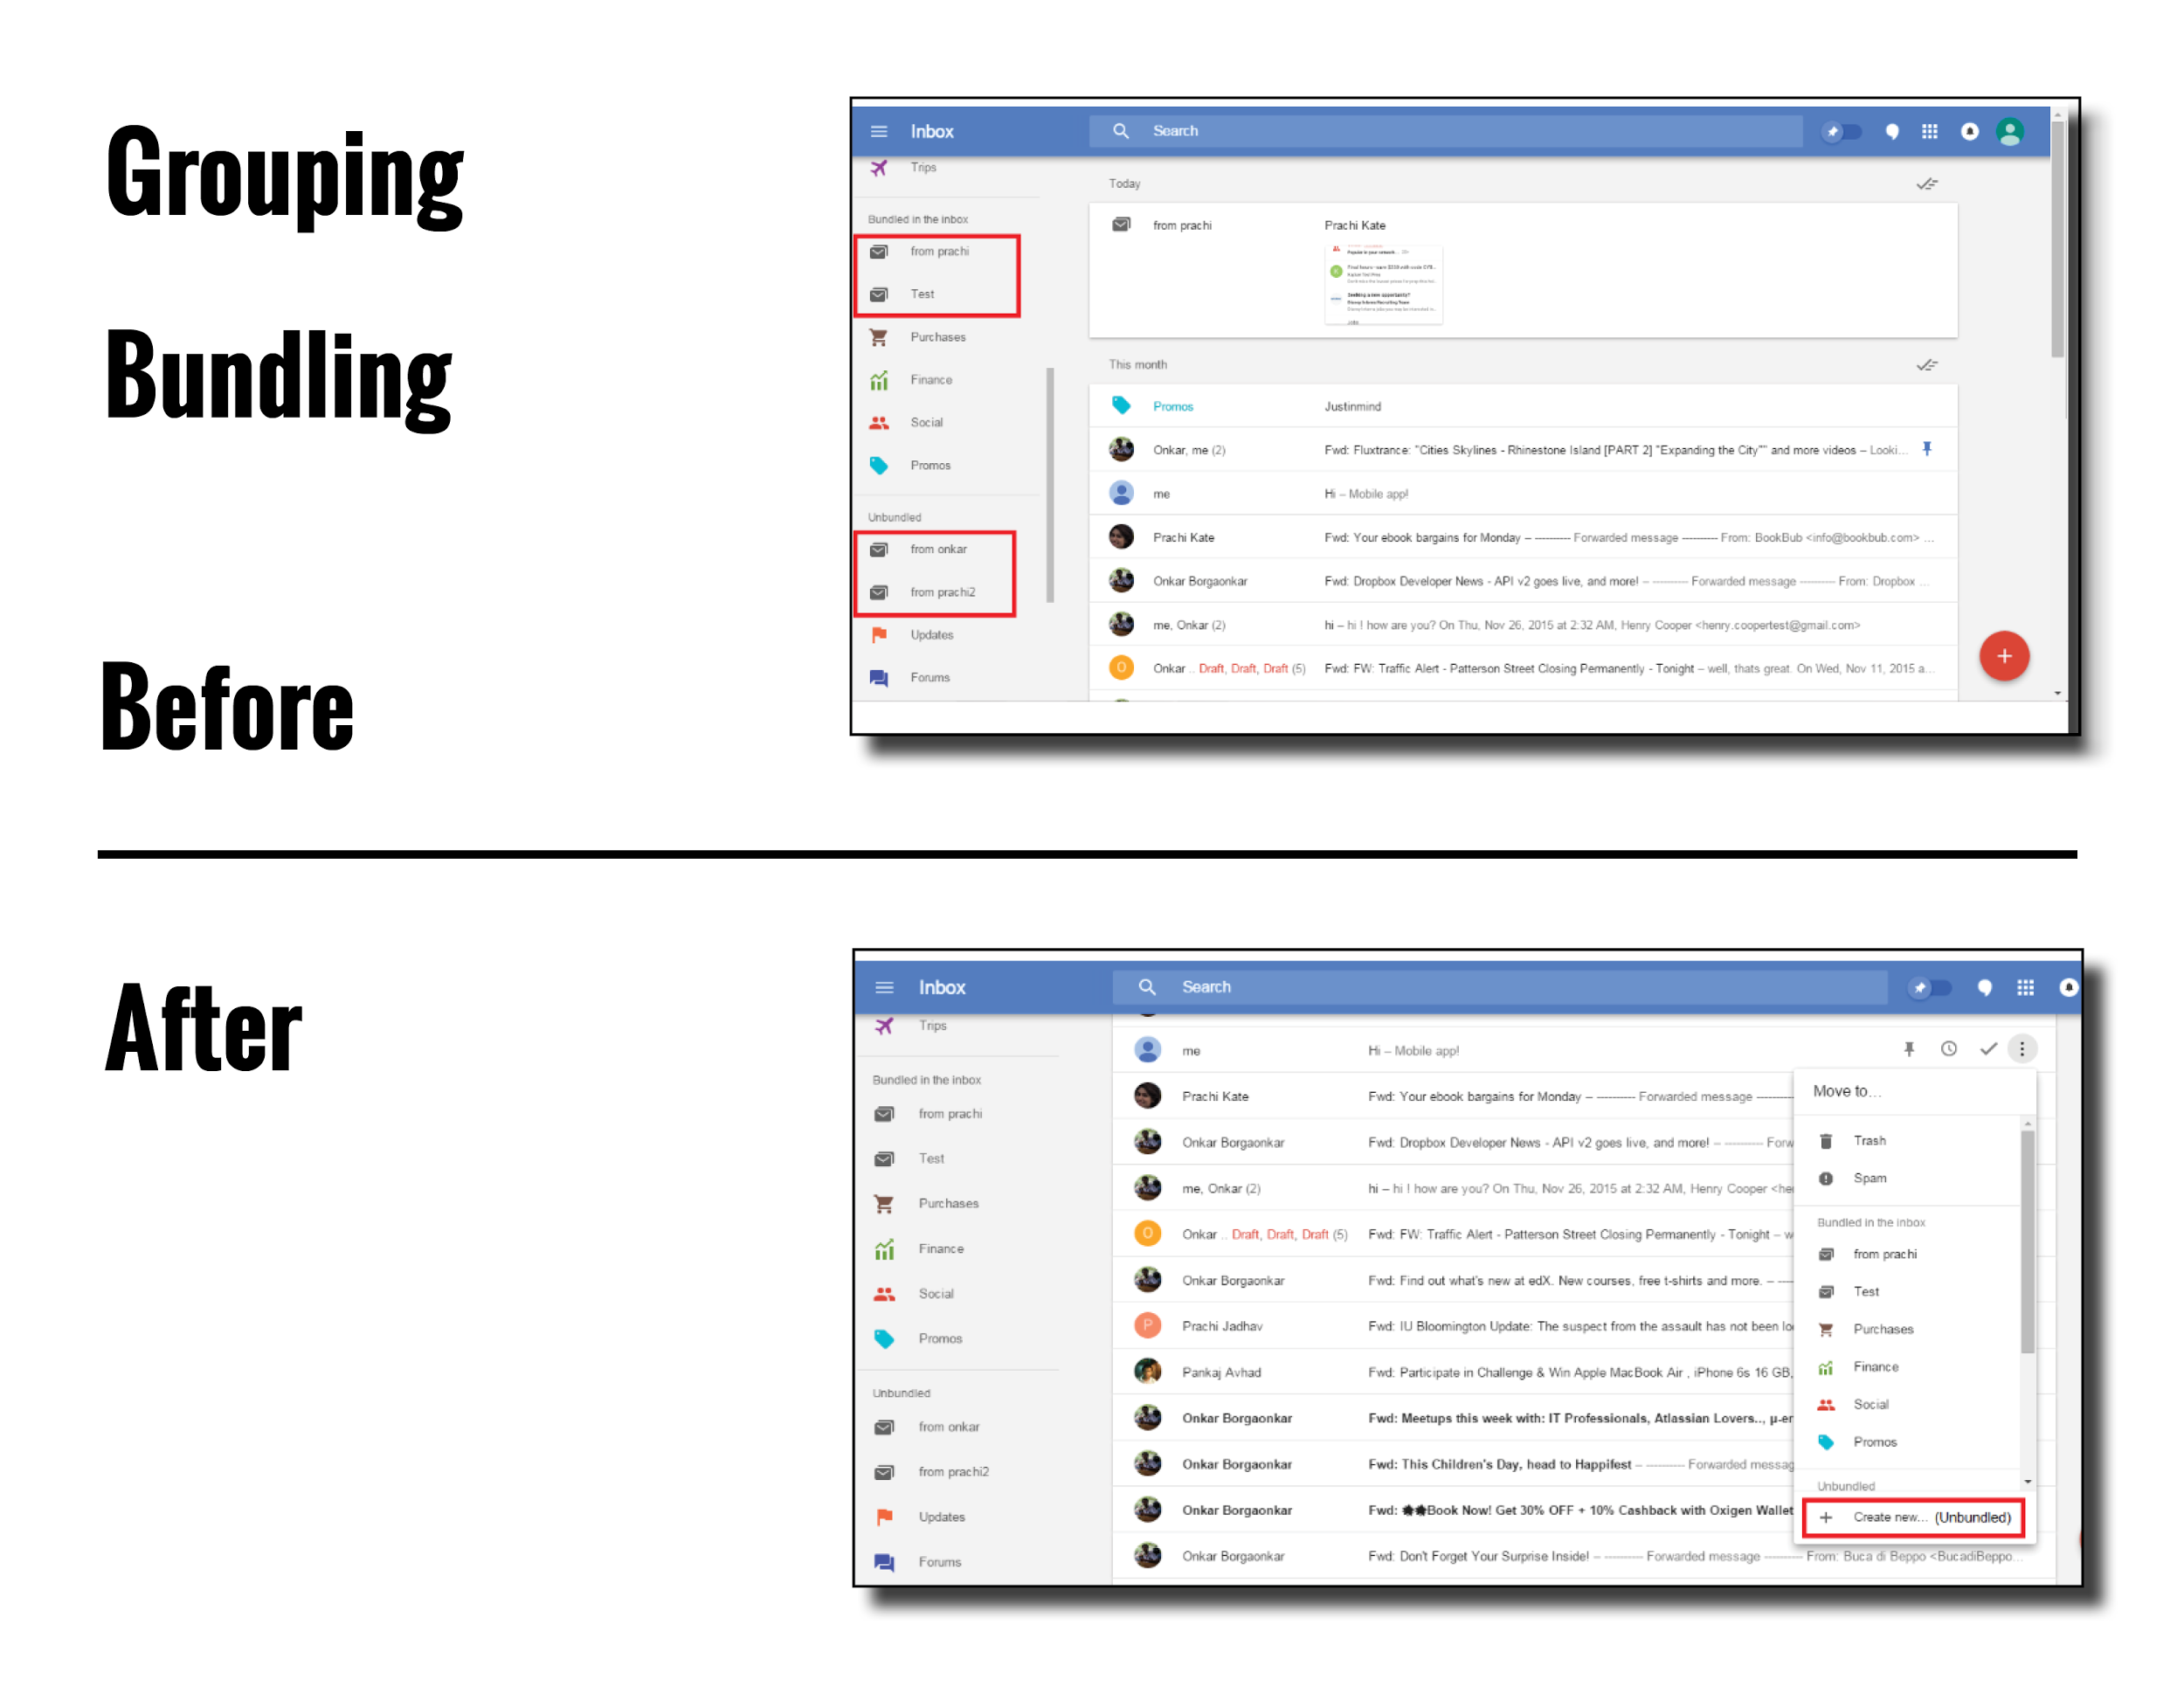 Grouping
Bundling
Before
Inbox
Search
Trips
Bundled in the inbox
from prachi
Test
Purchases
Finance
Social
Promos
Unbundled
from onkar
from prachi2
Updates
Forums
Today
from prachi Prachi Kate
This month
Promos Justinmind
Onkar, me (2) Fwd: Fluxtrance: "Cities Skylines - Rhinestone Island [PART 2] "Expanding the City"" and more videos – Looki...
me Hi – Mobile app!
Prachi Kate Fwd: Your ebook bargains for Monday – ---------- Forwarded message ---------- From: BookBub <info@bookbub.com> ...
Onkar Borgaonkar Fwd: Dropbox Developer News - API v2 goes live, and more! – ---------- Forwarded message ---------- From: Dropbox ...
me, Onkar (2) hi – hi ! how are you? On Thu, Nov 26, 2015 at 2:32 AM, Henry Cooper <henry.coopertest@gmail.com>
O Onkar .. Draft, Draft, Draft (5) Fwd: FW: Traffic Alert - Patterson Street Closing Permanently - Tonight – well, thats great. On Wed, Nov 11, 2015 a...
After
Inbox
Search
Trips
Bundled in the inbox
from prachi
Test
Purchases
Finance
Social
Promos
Unbundled
from onkar
from prachi2
Updates
Forums
me Hi – Mobile app!
Prachi Kate Fwd: Your ebook bargains for Monday – ---------- Forwarded message ----------
Onkar Borgaonkar Fwd: Dropbox Developer News - API v2 goes live, and more! – ---------- Forw
me, Onkar (2) hi – hi ! how are you? On Thu, Nov 26, 2015 at 2:32 AM, Henry Cooper <he
O Onkar .. Draft, Draft, Draft (5) Fwd: FW: Traffic Alert - Patterson Street Closing Permanently - Tonight – w
Onkar Borgaonkar Fwd: Find out what's new at edX. New courses, free t-shirts and more. – ----
P Prachi Jadhav Fwd: IU Bloomington Update: The suspect from the assault has not been lo
Pankaj Avhad Fwd: Participate in Challenge & Win Apple MacBook Air , iPhone 6s 16 GB,
Onkar Borgaonkar Fwd: Meetups this week with: IT Professionals, Atlassian Lovers.., µ-er
Onkar Borgaonkar Fwd: This Children's Day, head to Happifest – ---------- Forwarded messag
Onkar Borgaonkar Fwd: Book Now! Get 30% OFF + 10% Cashback with Oxigen Wallet
Onkar Borgaonkar Fwd: Don't Forget Your Surprise Inside! – ---------- Forwarded message ---------- From: Buca di Beppo <BucadiBeppo...
Move to...
Trash
Spam
Bundled in the inbox
from prachi
Test
Purchases
Finance
Social
Promos
Unbundled
+ Create new... (Unbundled)